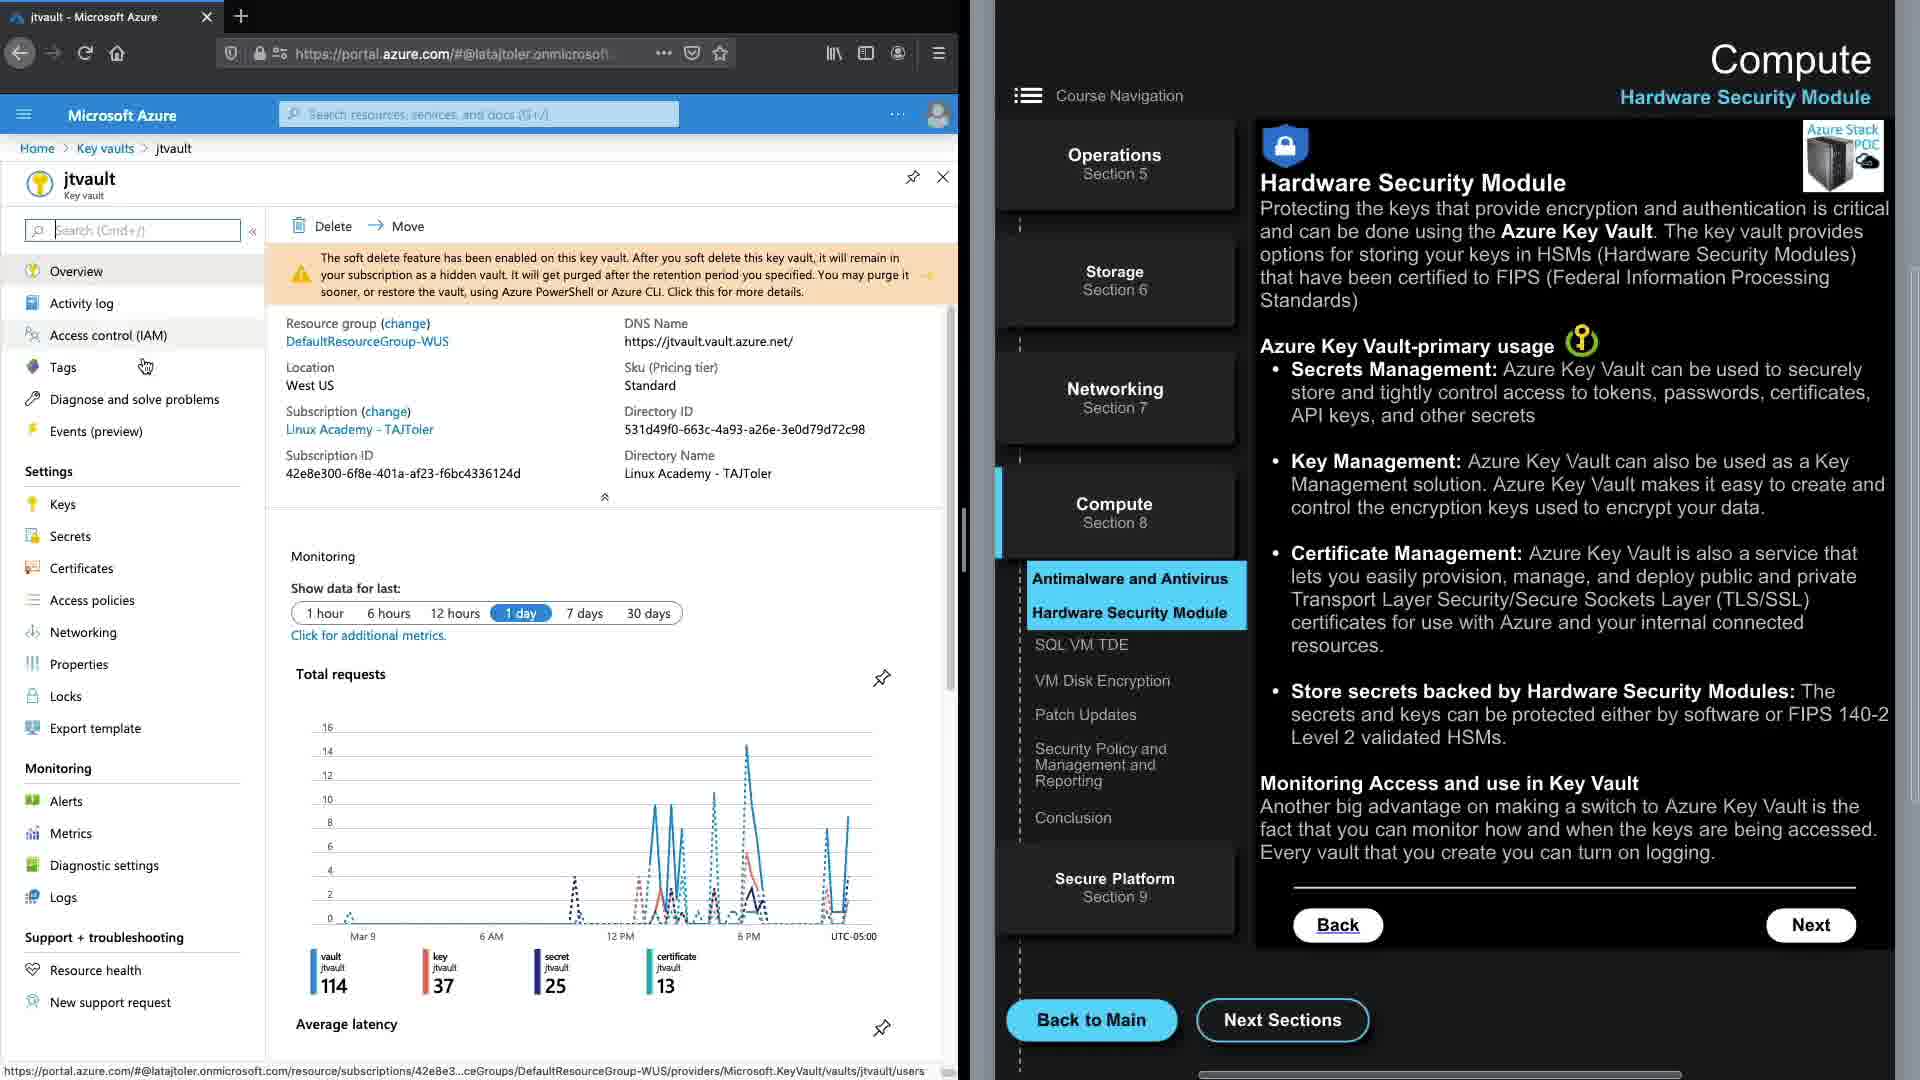 jtvault - Microsoft Azure
https://portal.azure.com/#@latajtoler.onmicrosoft
Microsoft Azure
Search resources, services, and docs (G+/)
Home > Key vaults > jtvault
jtvault
Key vault
Search (Cmd+/)
Overview
Activity log
Access control (IAM)
Tags
Diagnose and solve problems
Events (preview)
Settings
Keys
Secrets
Certificates
Access policies
Networking
Properties
Locks
Export template
Monitoring
Alerts
Metrics
Diagnostic settings
Logs
Support + troubleshooting
Resource health
New support request
Delete
Move
The soft delete feature has been enabled on this key vault. After you soft delete this key vault, it will remain in
your subscription as a hidden vault. It will get purged after the retention period you specified. You may purge it
sooner, or restore the vault, using Azure PowerShell or Azure CLI. Click this for more details.
Resource group (change)
DefaultResourceGroup-WUS
Location
West US
Subscription (change)
Linux Academy - TAJToler
Subscription ID
42e8e300-6f8e-401a-af23-f6bc4336124d
DNS Name
https://jtvault.vault.azure.net/
Sku (Pricing tier)
Standard
Directory ID
531d49f0-663c-4a93-a26e-3e0d79d72c98
Directory Name
Linux Academy - TAJToler
Monitoring
Show data for last:
1 hour 6 hours 12 hours 1 day 7 days 30 days
Click for additional metrics.
Total requests
16
14
12
10
8
6
4
2
0
Mar 9 6 AM 12 PM 6 PM UTC-05:00
vault
jtvault
114
key
jtvault
37
secret
jtvault
25
certificate
jtvault
13
Average latency
https://portal.azure.com/#@latajtoler.onmicrosoft.com/resource/subscriptions/42e8e3...ceGroups/DefaultResourceGroup-WUS/providers/Microsoft.KeyVault/vaults/jtvault/users
Compute
Hardware Security Module
Course Navigation
Operations
Section 5
Storage
Section 6
Networking
Section 7
Compute
Section 8
Antimalware and Antivirus
Hardware Security Module
SQL VM TDE
VM Disk Encryption
Patch Updates
Security Policy and
Management and
Reporting
Conclusion
Secure Platform
Section 9
Back to Main
Next Sections
Azure Stack
POC
Hardware Security Module
Protecting the keys that provide encryption and authentication is critical
and can be done using the Azure Key Vault. The key vault provides
options for storing your keys in HSMs (Hardware Security Modules)
that have been certified to FIPS (Federal Information Processing
Standards)
Azure Key Vault-primary usage
• Secrets Management: Azure Key Vault can be used to securely
store and tightly control access to tokens, passwords, certificates,
API keys, and other secrets
• Key Management: Azure Key Vault can also be used as a Key
Management solution. Azure Key Vault makes it easy to create and
control the encryption keys used to encrypt your data.
• Certificate Management: Azure Key Vault is also a service that
lets you easily provision, manage, and deploy public and private
Transport Layer Security/Secure Sockets Layer (TLS/SSL)
certificates for use with Azure and your internal connected
resources.
• Store secrets backed by Hardware Security Modules: The
secrets and keys can be protected either by software or FIPS 140-2
Level 2 validated HSMs.
Monitoring Access and use in Key Vault
Another big advantage on making a switch to Azure Key Vault is the
fact that you can monitor how and when the keys are being accessed.
Every vault that you create you can turn on logging.
Back
Next